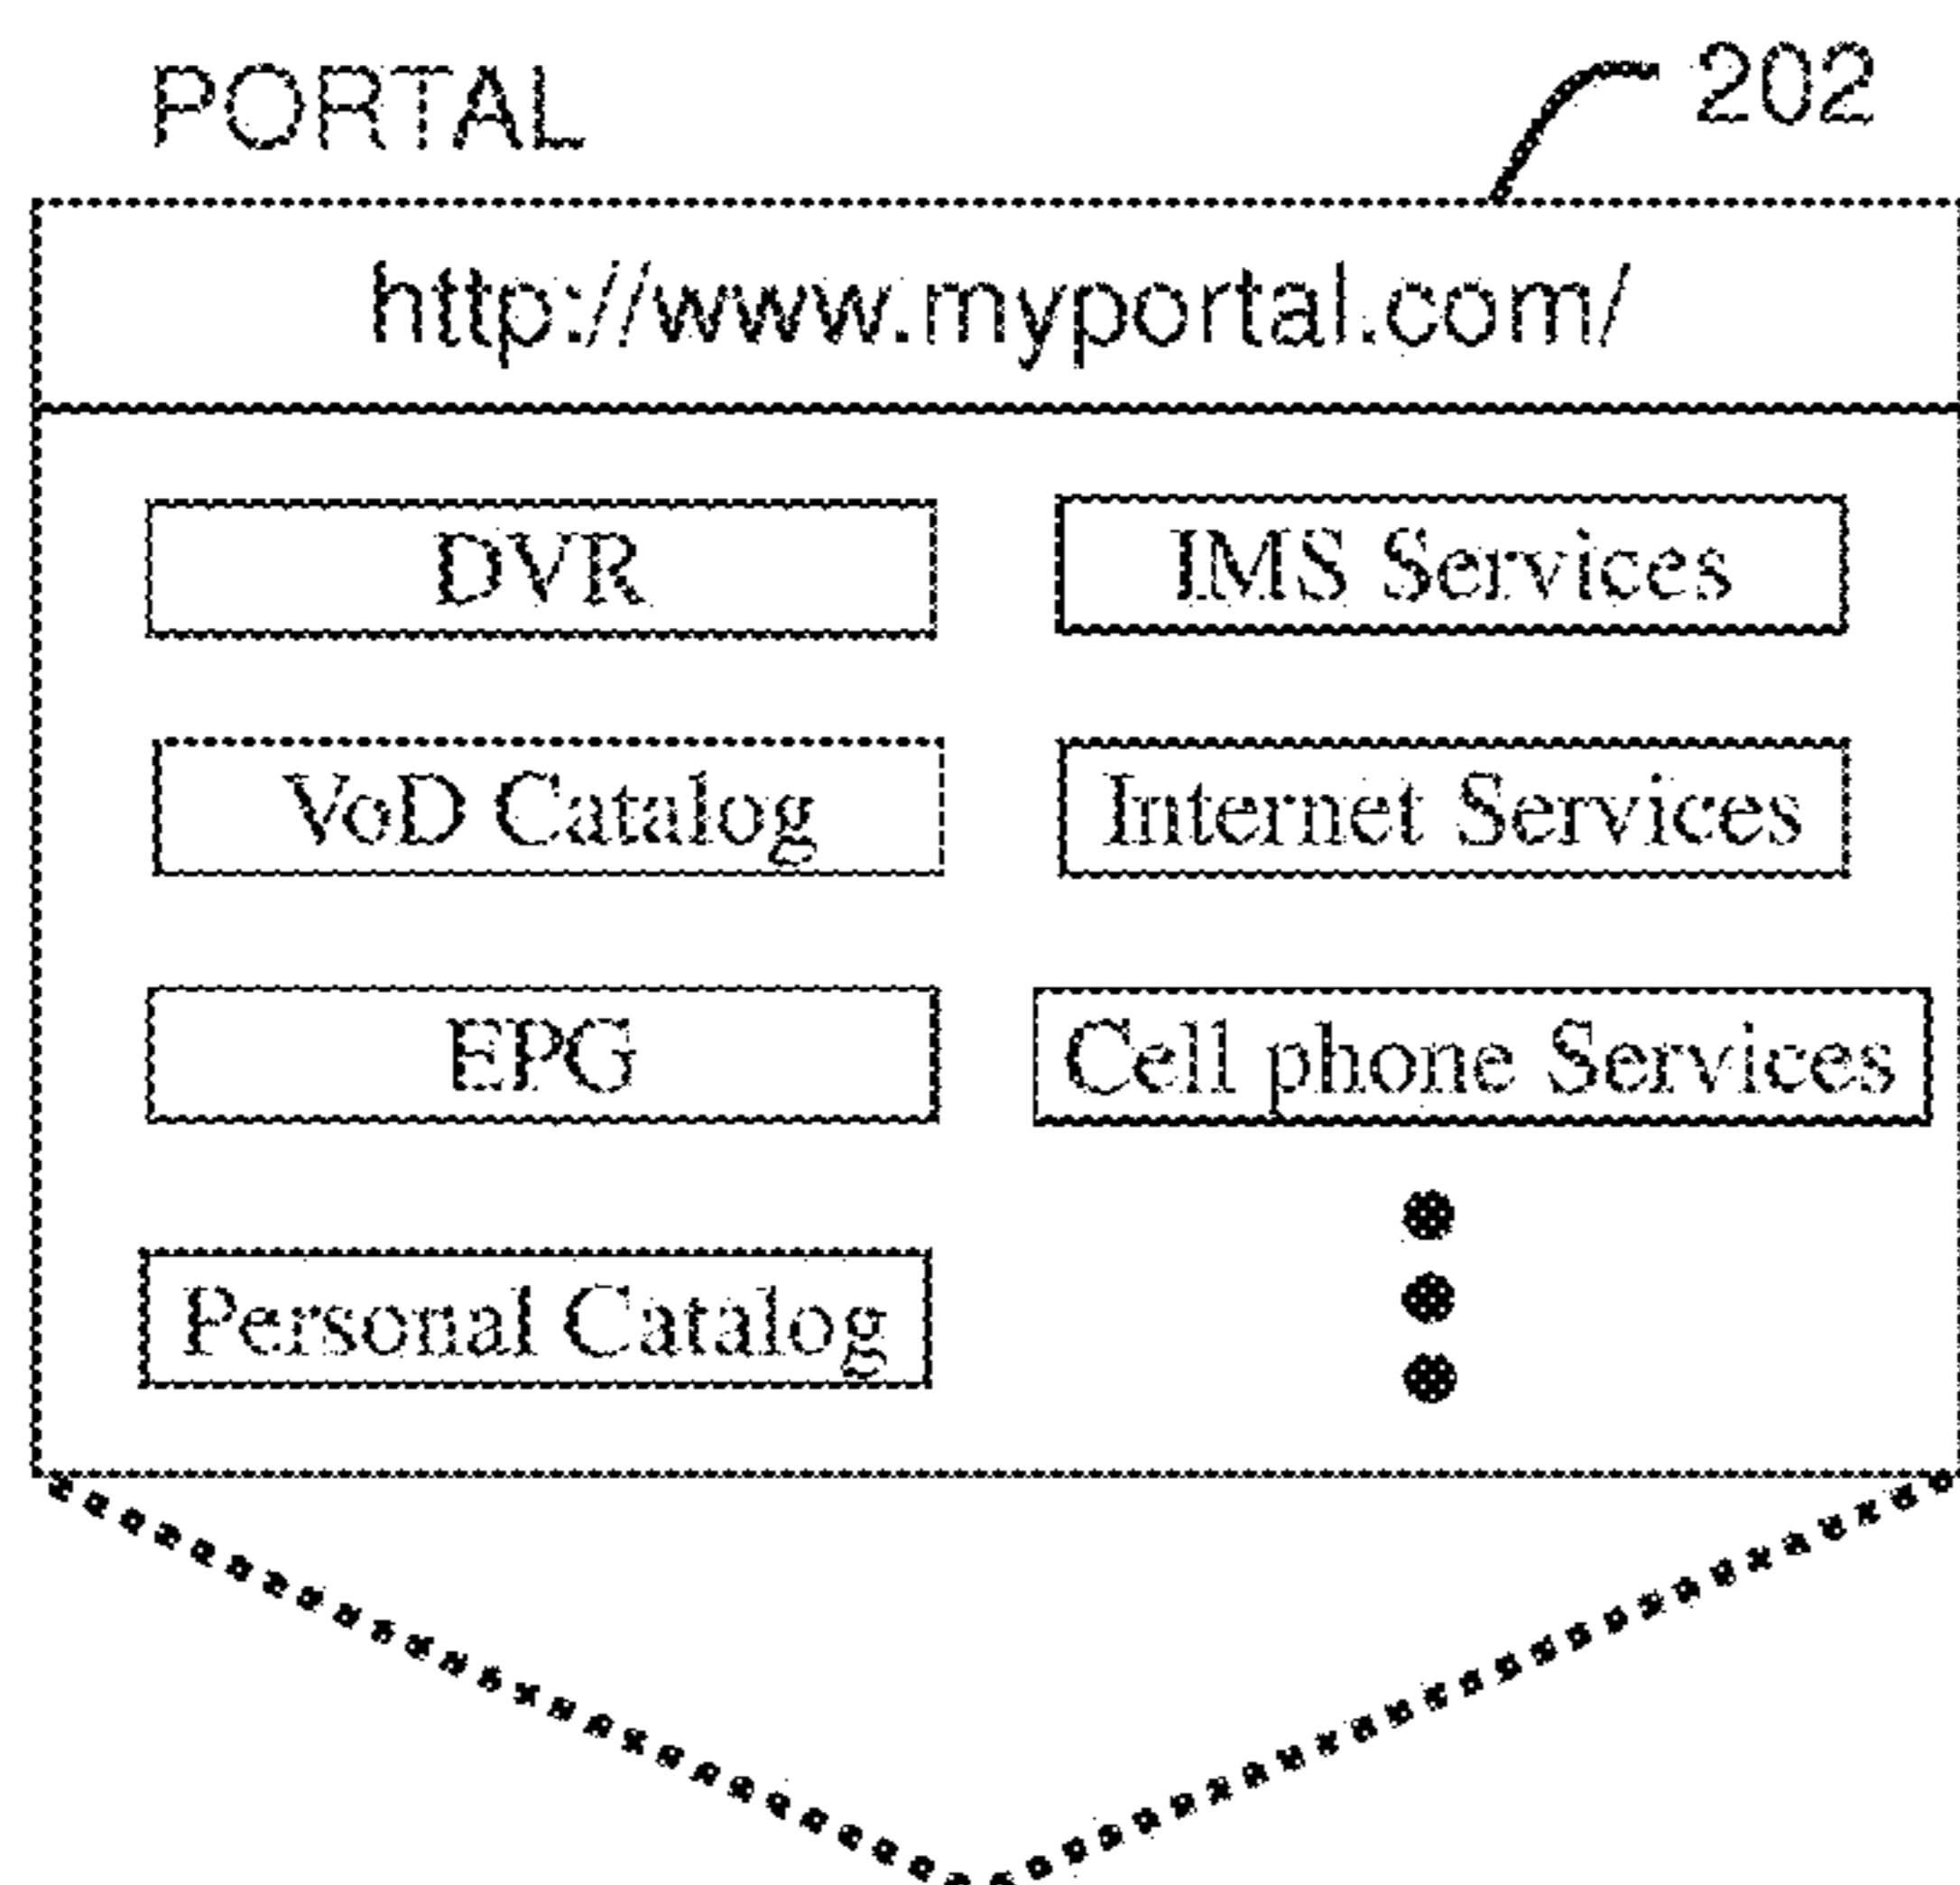 PORTAL 202
http://www.myportal.com/
DVR IMS Services
VoD Catalog Internet Services
EPG Cell phone Services
Personal Catalog